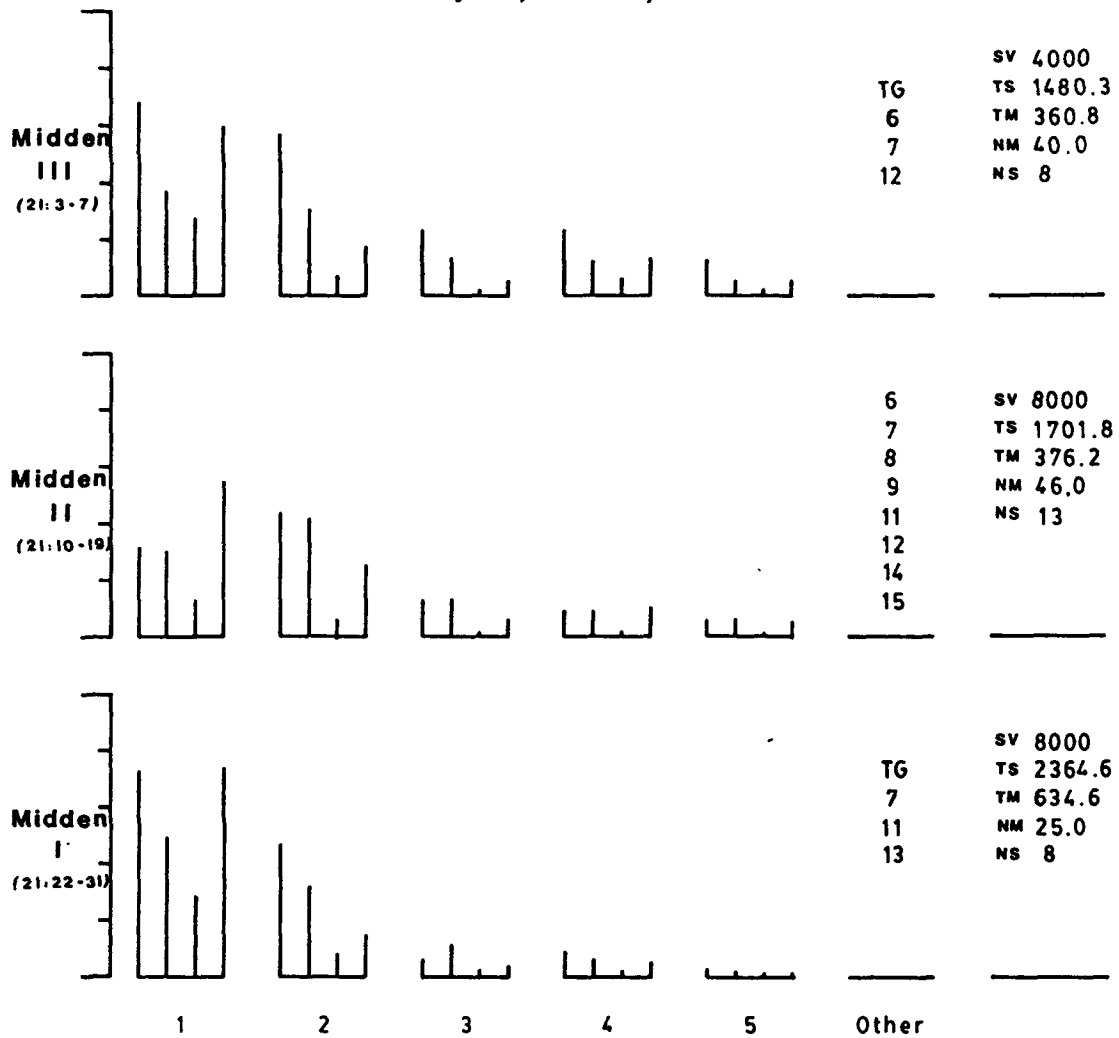 Midden
III
(21:3-7)
TG
6
7
12
SV 4000
TS 1480.3
TM 360.8
NM 40.0
NS 8
Midden
II
(21:10-19)
6
7
8
9
11
12
14
15
SV 8000
TS 1701.8
TM 376.2
NM 46.0
NS 13
Midden
I
(21:22-31)
TG
7
11
13
SV 8000
TS 2364.6
TM 634.6
NM 25.0
NS 8
1 2 3 4 5 Other